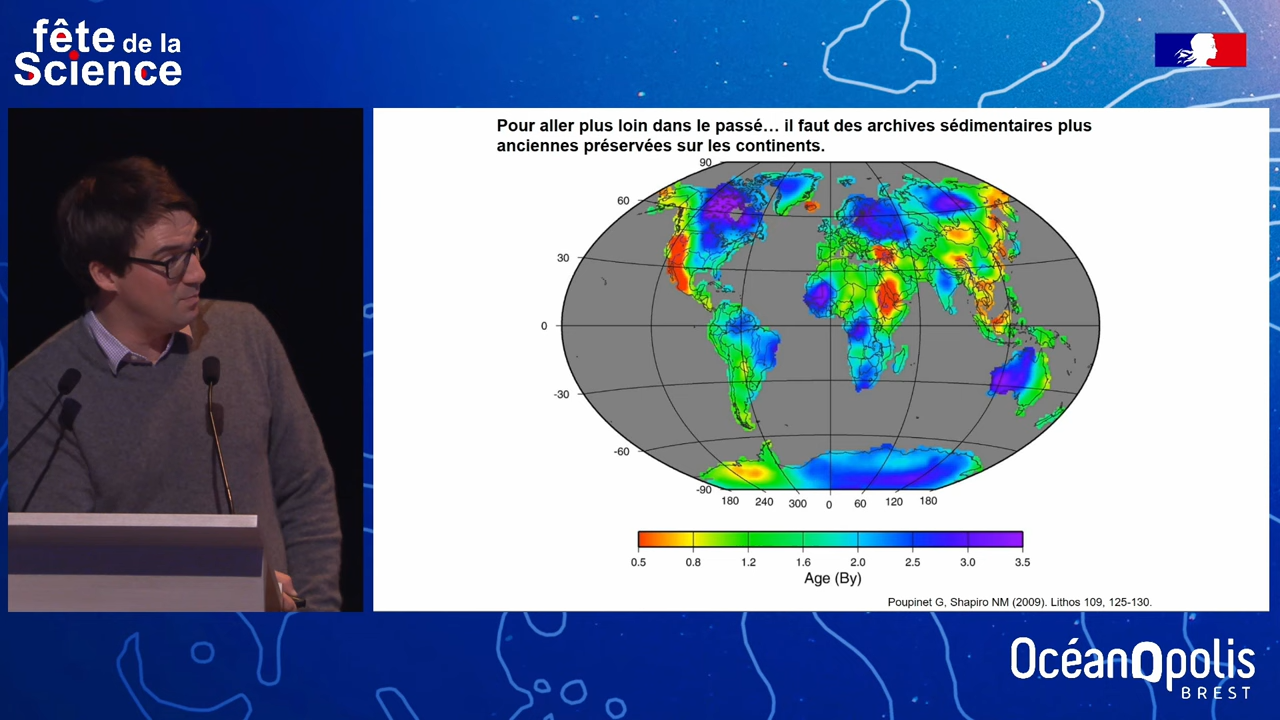 fête de la
Science
Pour aller plus loin dans le passé… il faut des archives sédimentaires plus
anciennes préservées sur les continents.
90
60
30
0
-30
-60
-90
180 240 300 0 60 120 180
0.5 0.8 1.2 1.6 2.0 2.5 3.0 3.5
Age (By)
Poupinet G, Shapiro NM (2009). Lithos 109, 125-130.
OcéanOpolis
BREST